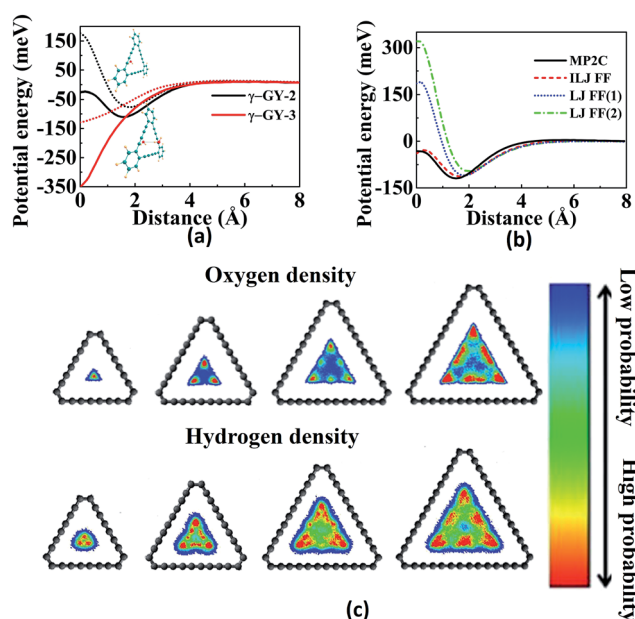 Potential energy (meV)
150
50
-50
-150
-250
-350
γ-GY-2
γ-GY-3
0 2 4 6 8
Distance (Å)
(a)
Potential energy (meV)
300
150
0
-150
MP2C
ILJ FF
LJ FF(1)
LJ FF(2)
0 2 4 6 8
Distance (Å)
(b)
Oxygen density
Hydrogen density
Low probability
High probability
(c)